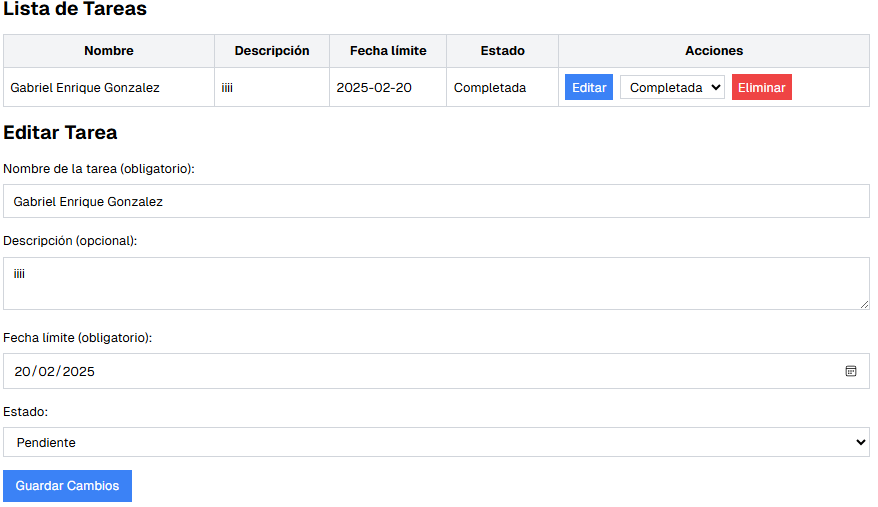 Lista de Tareas
Nombre Descripción Fecha límite Estado Acciones
Gabriel Enrique Gonzalez iiii 2025-02-20 Completada Editar Completada Eliminar
Editar Tarea
Nombre de la tarea (obligatorio):
Gabriel Enrique Gonzalez
Descripción (opcional):
iiii
Fecha límite (obligatorio):
20/02/2025
Estado:
Pendiente
Guardar Cambios